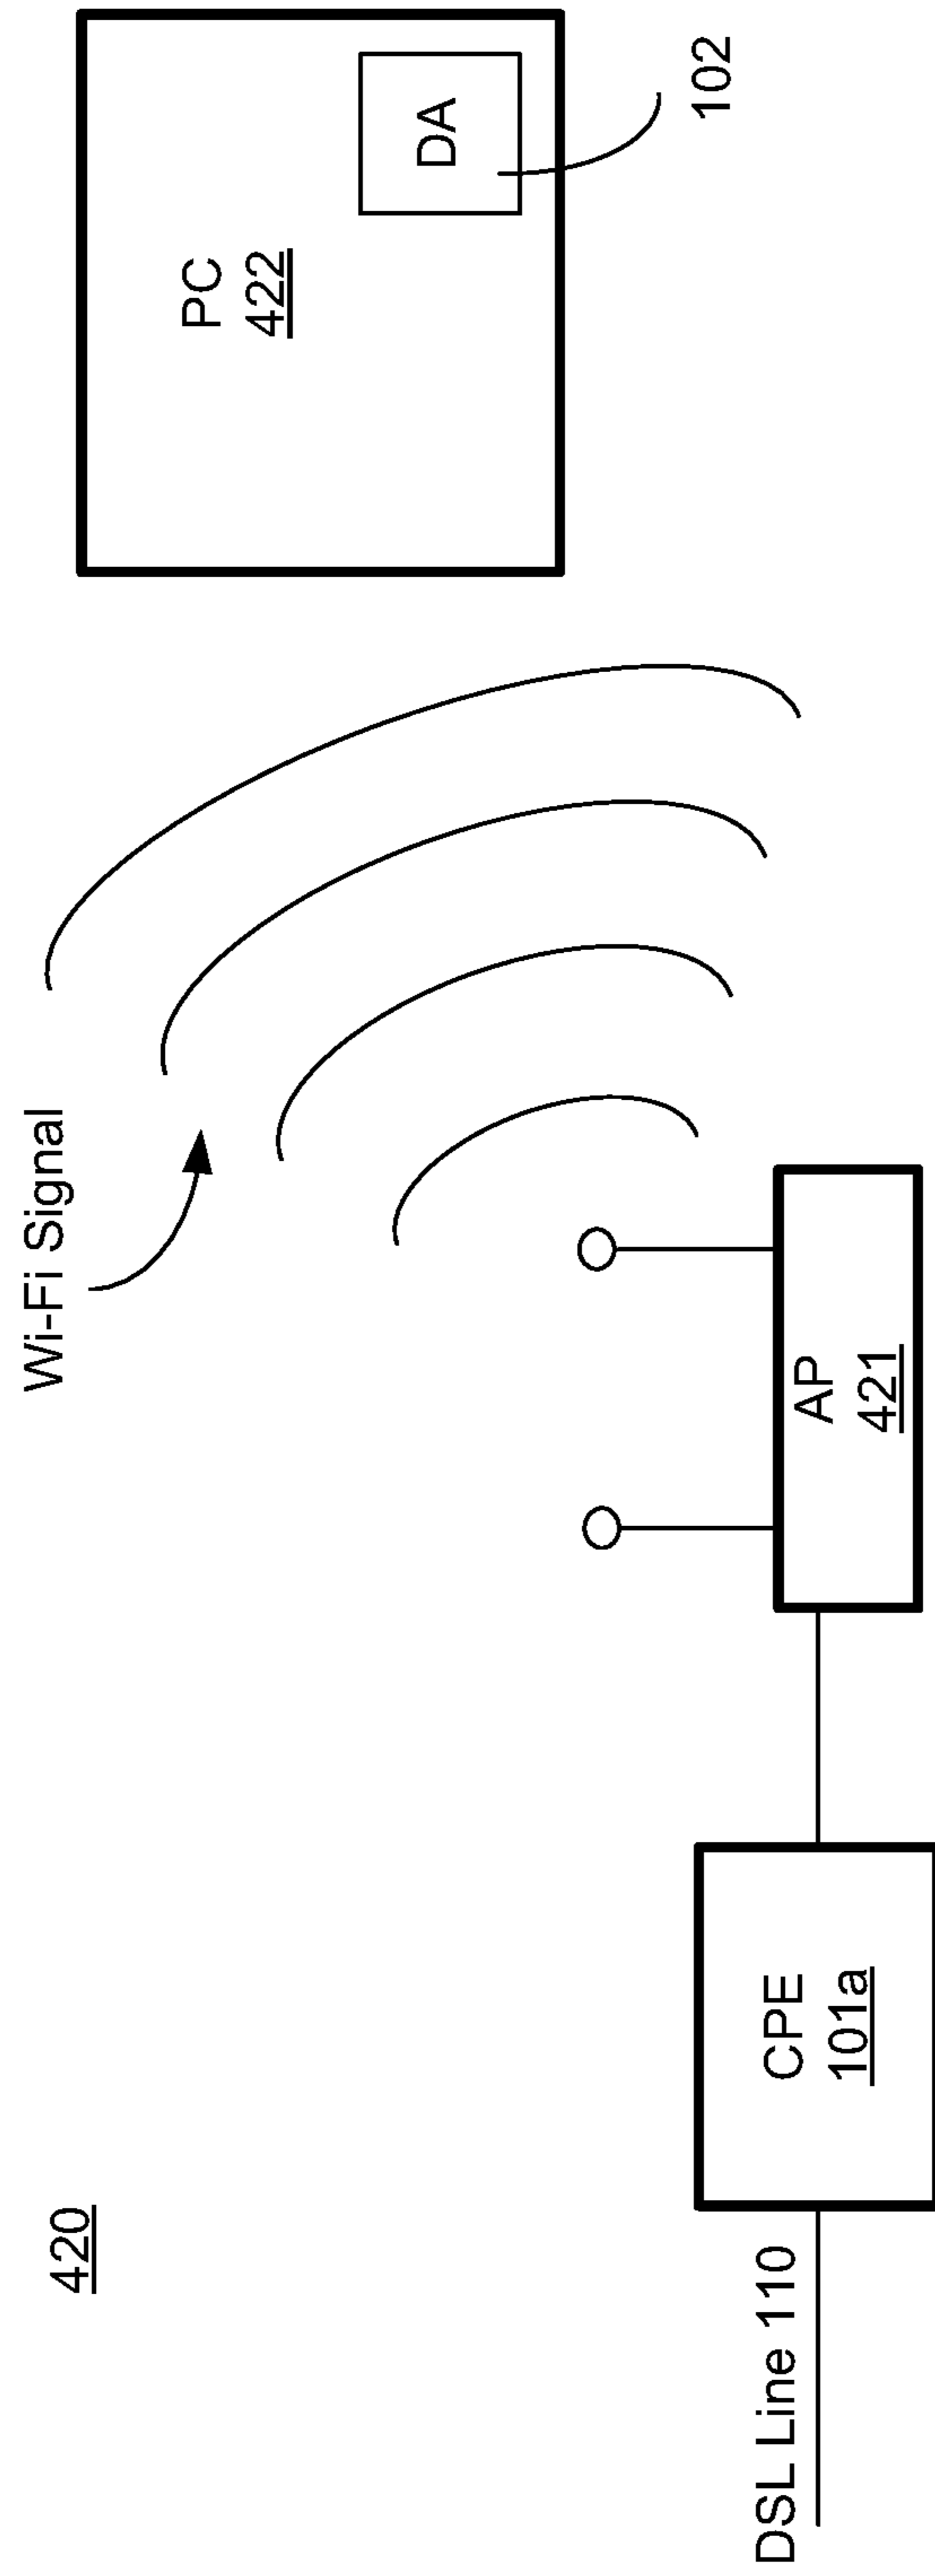 420
Wi-Fi Signal
PC
422
DA
102
DSL Line 110
CPE
101a
AP
421